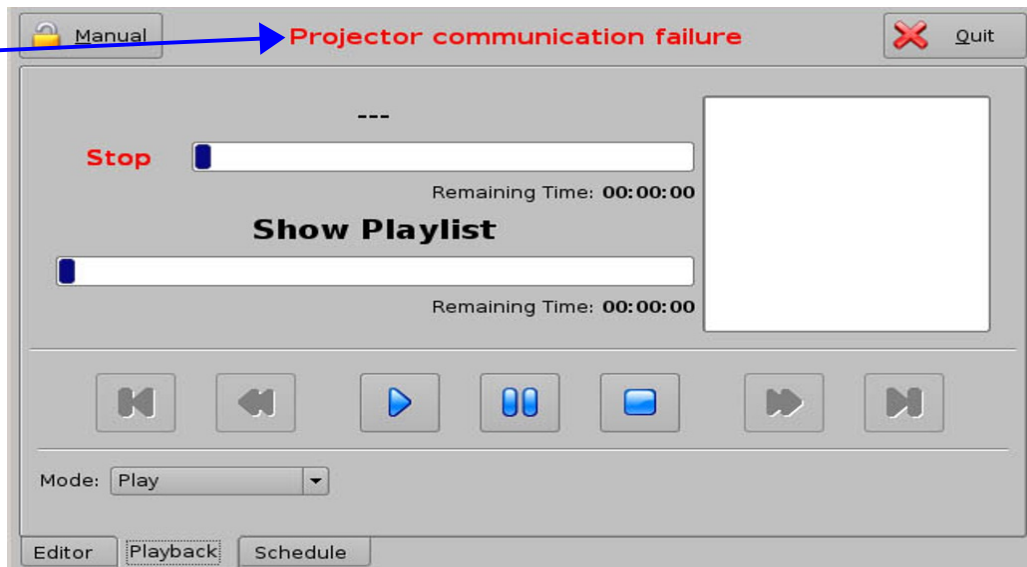 Manual
Projector communication failure
Quit
---
Stop
Remaining Time: 00:00:00
Show Playlist
Remaining Time: 00:00:00
Mode: Play
Editor Playback Schedule